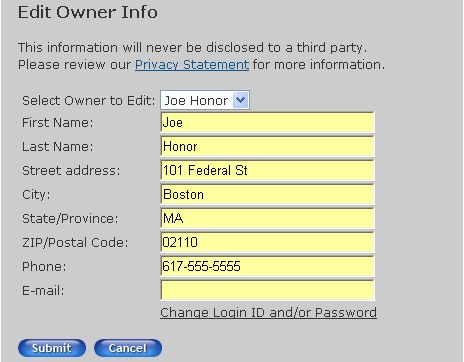 Edit Owner Info
This information will never be disclosed to a third party.
Please review our Privacy Statement for more information.
Select Owner to Edit: Joe Honor
First Name: Joe
Last Name: Honor
Street address: 101 Federal St
City: Boston
State/Province: MA
ZIP/Postal Code: 02110
Phone: 617-555-5555
E-mail:
Change Login ID and/or Password
Submit Cancel